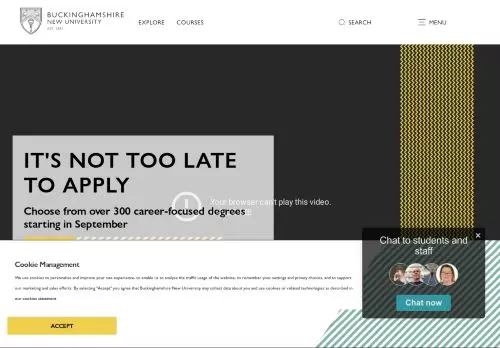 BUCKINGHAMSHIRE
NEW UNIVERSITY
EST. 1891
EXPLORE
COURSES
SEARCH
MENU
IT'S NOT TOO LATE
TO APPLY
Choose from over 300 career-focused degrees
starting in September
Your browser can't play this video.
Chat to students and
staff
Chat now
Cookie Management
We use cookies to personalise and improve your site experience, to enable us to analyse the traffic usage of the website, to remember your settings and privacy choices, and to support
our marketing and sales efforts. By selecting "Accept" you agree that Buckinghamshire New University may collect data about you and use cookies or related technologies as described in
our cookies statement
ACCEPT